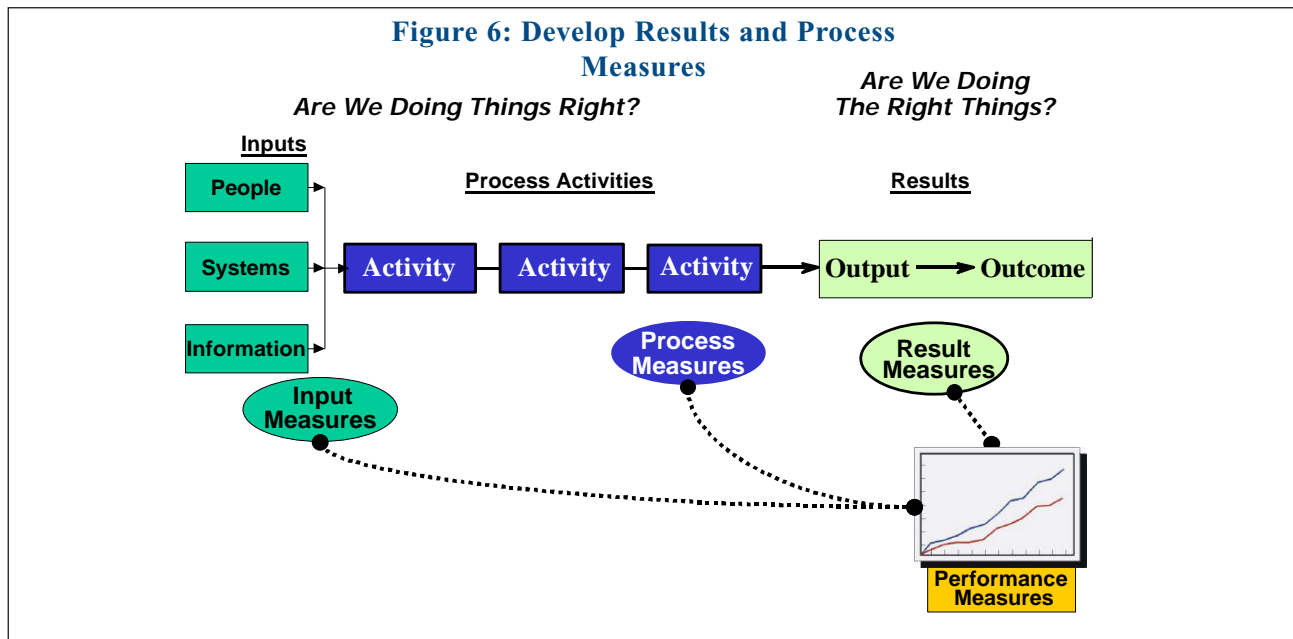 Figure 6: Develop Results and Process
Measures
Are We Doing Things Right?
Are We Doing
The Right Things?
Inputs
People
Systems
Information
Process Activities
Results
Activity
Activity
Activity
Output
Outcome
Input
Measures
Process
Measures
Result
Measures
Performance
Measures